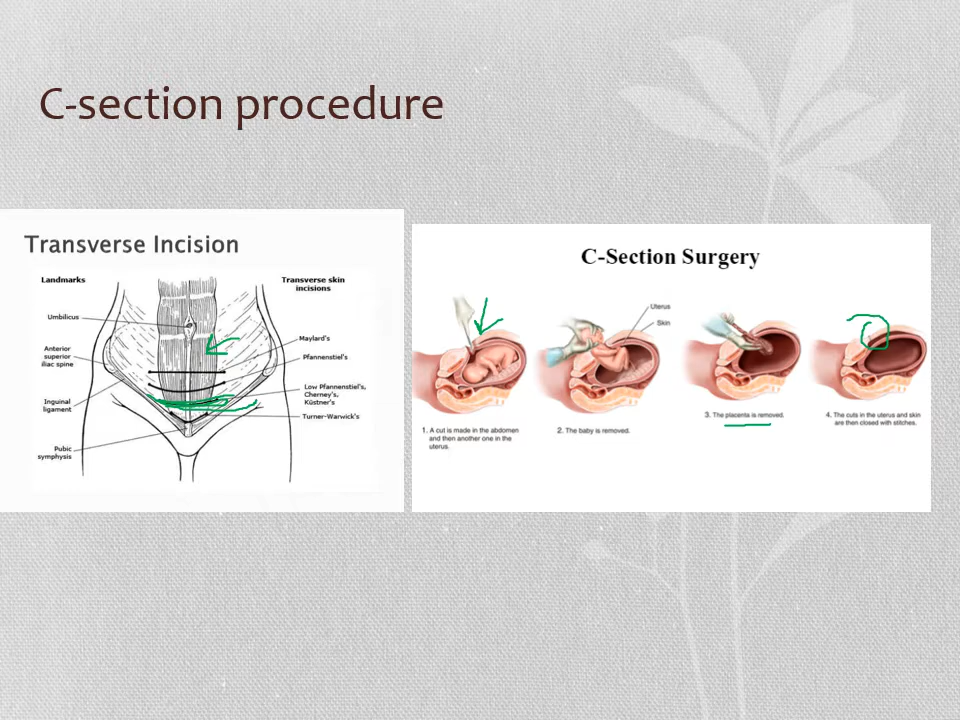 C-section procedure
Transverse Incision
Landmarks
Transverse skin
incisions
Umbilicus
Anterior
superior
iliac spine
Inguinal
ligament
Pubic
symphysis
Maylard's
Pfannenstiel's
Low Pfannenstiel's,
Cherney's,
Küstner's
Turner-Warwick's
C-Section Surgery
Uterus
Skin
1. A cut is made in the abdomen
and then another one in the
uterus
2. The baby is removed.
3. The placenta is removed.
4. The cuts in the uterus and skin
are then closed with stitches.